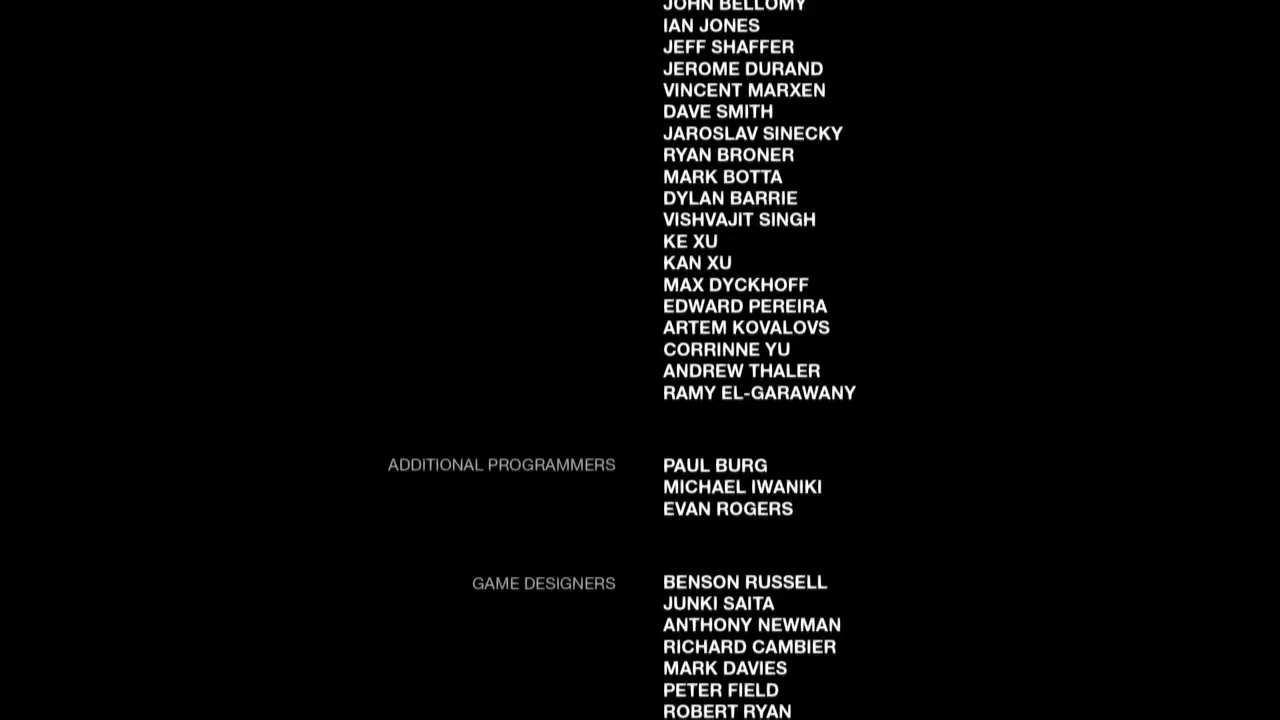 JOHN BELLOMY
IAN JONES
JEFF SHAFFER
JEROME DURAND
VINCENT MARXEN
DAVE SMITH
JAROSLAV SINECKY
RYAN BRONER
MARK BOTTA
DYLAN BARRIE
VISHVAJIT SINGH
KE XU
KAN XU
MAX DYCKHOFF
EDWARD PEREIRA
ARTEM KOVALOVS
CORRINNE YU
ANDREW THALER
RAMY EL-GARAWANY
ADDITIONAL PROGRAMMERS PAUL BURG
MICHAEL IWANIKI
EVAN ROGERS
GAME DESIGNERS BENSON RUSSELL
JUNKI SAITA
ANTHONY NEWMAN
RICHARD CAMBIER
MARK DAVIES
PETER FIELD
ROBERT RYAN